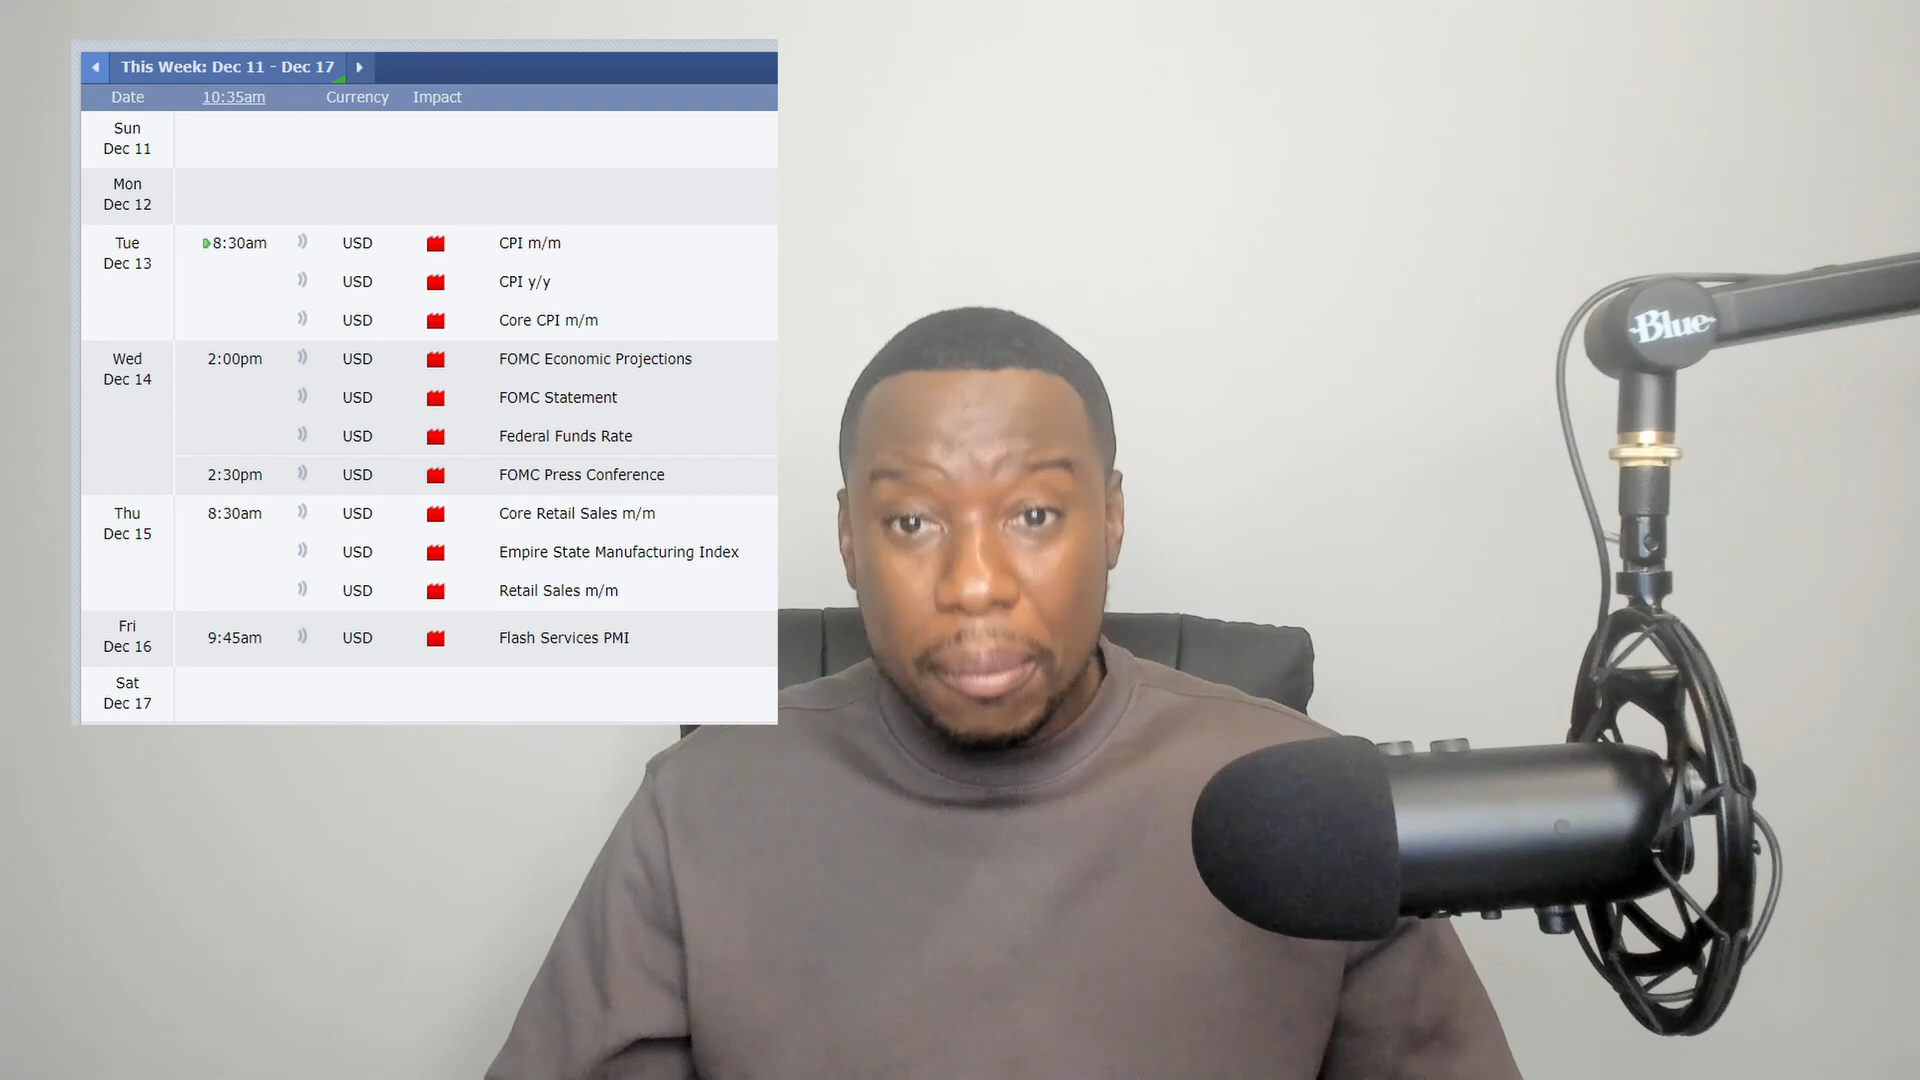 This Week: Dec 11 - Dec 17
Date 10:35am Currency Impact
Sun
Dec 11
Mon
Dec 12
Tue
Dec 13
8:30am USD CPI m/m
USD CPI y/y
USD Core CPI m/m
Wed
Dec 14
2:00pm USD FOMC Economic Projections
USD FOMC Statement
USD Federal Funds Rate
2:30pm USD FOMC Press Conference
Thu
Dec 15
8:30am USD Core Retail Sales m/m
USD Empire State Manufacturing Index
USD Retail Sales m/m
Fri
Dec 16
9:45am USD Flash Services PMI
Sat
Dec 17
Blue